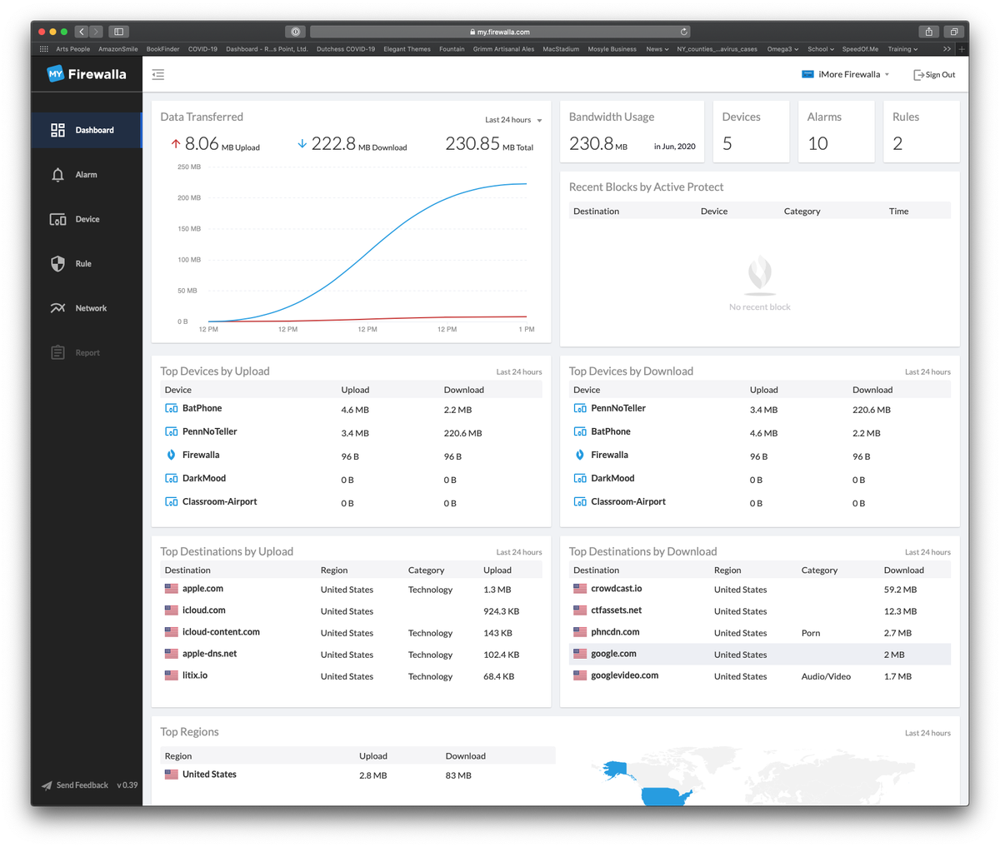 my.firewalla.com
Arts People AmazonSmile BookFinder COVID-19 Dashboard - R...s Point, Ltd. Dutchess COVID-19 Elegant Themes Fountain Grimm Artisanal Ales MacStadium Mosyle Business News NY_counties_...avirus_cases Omega3 School SpeedOf.Me Training
MY Firewalla
iMore Firewalla Sign Out
Dashboard
Alarm
Device
Rule
Network
Report
Send Feedback v 0.39
Data Transferred
Last 24 hours
8.06 MB Upload 222.8 MB Download 230.85 MB Total
250 MB
200 MB
150 MB
100 MB
50 MB
0 B
12 PM 12 PM 12 PM 12 PM 1 PM
Bandwidth Usage
230.8 MB in Jun, 2020
Devices
5
Alarms
10
Rules
2
Recent Blocks by Active Protect
Destination Device Category Time
No recent block
Top Devices by Upload Last 24 hours
Device Upload Download
BatPhone 4.6 MB 2.2 MB
PennNoTeller 3.4 MB 220.6 MB
Firewalla 96 B 96 B
DarkMood 0 B 0 B
Classroom-Airport 0 B 0 B
Top Devices by Download Last 24 hours
Device Upload Download
PennNoTeller 3.4 MB 220.6 MB
BatPhone 4.6 MB 2.2 MB
Firewalla 96 B 96 B
DarkMood 0 B 0 B
Classroom-Airport 0 B 0 B
Top Destinations by Upload Last 24 hours
Destination Region Category Upload
apple.com United States Technology 1.3 MB
icloud.com United States 924.3 KB
icloud-content.com United States Technology 143 KB
apple-dns.net United States Technology 102.4 KB
litix.io United States Technology 68.4 KB
Top Destinations by Download Last 24 hours
Destination Region Category Download
crowdcast.io United States 59.2 MB
ctfassets.net United States 12.3 MB
phncdn.com United States Porn 2.7 MB
google.com United States 2 MB
googlevideo.com United States Audio/Video 1.7 MB
Top Regions Last 24 hours
Region Upload Download
United States 2.8 MB 83 MB